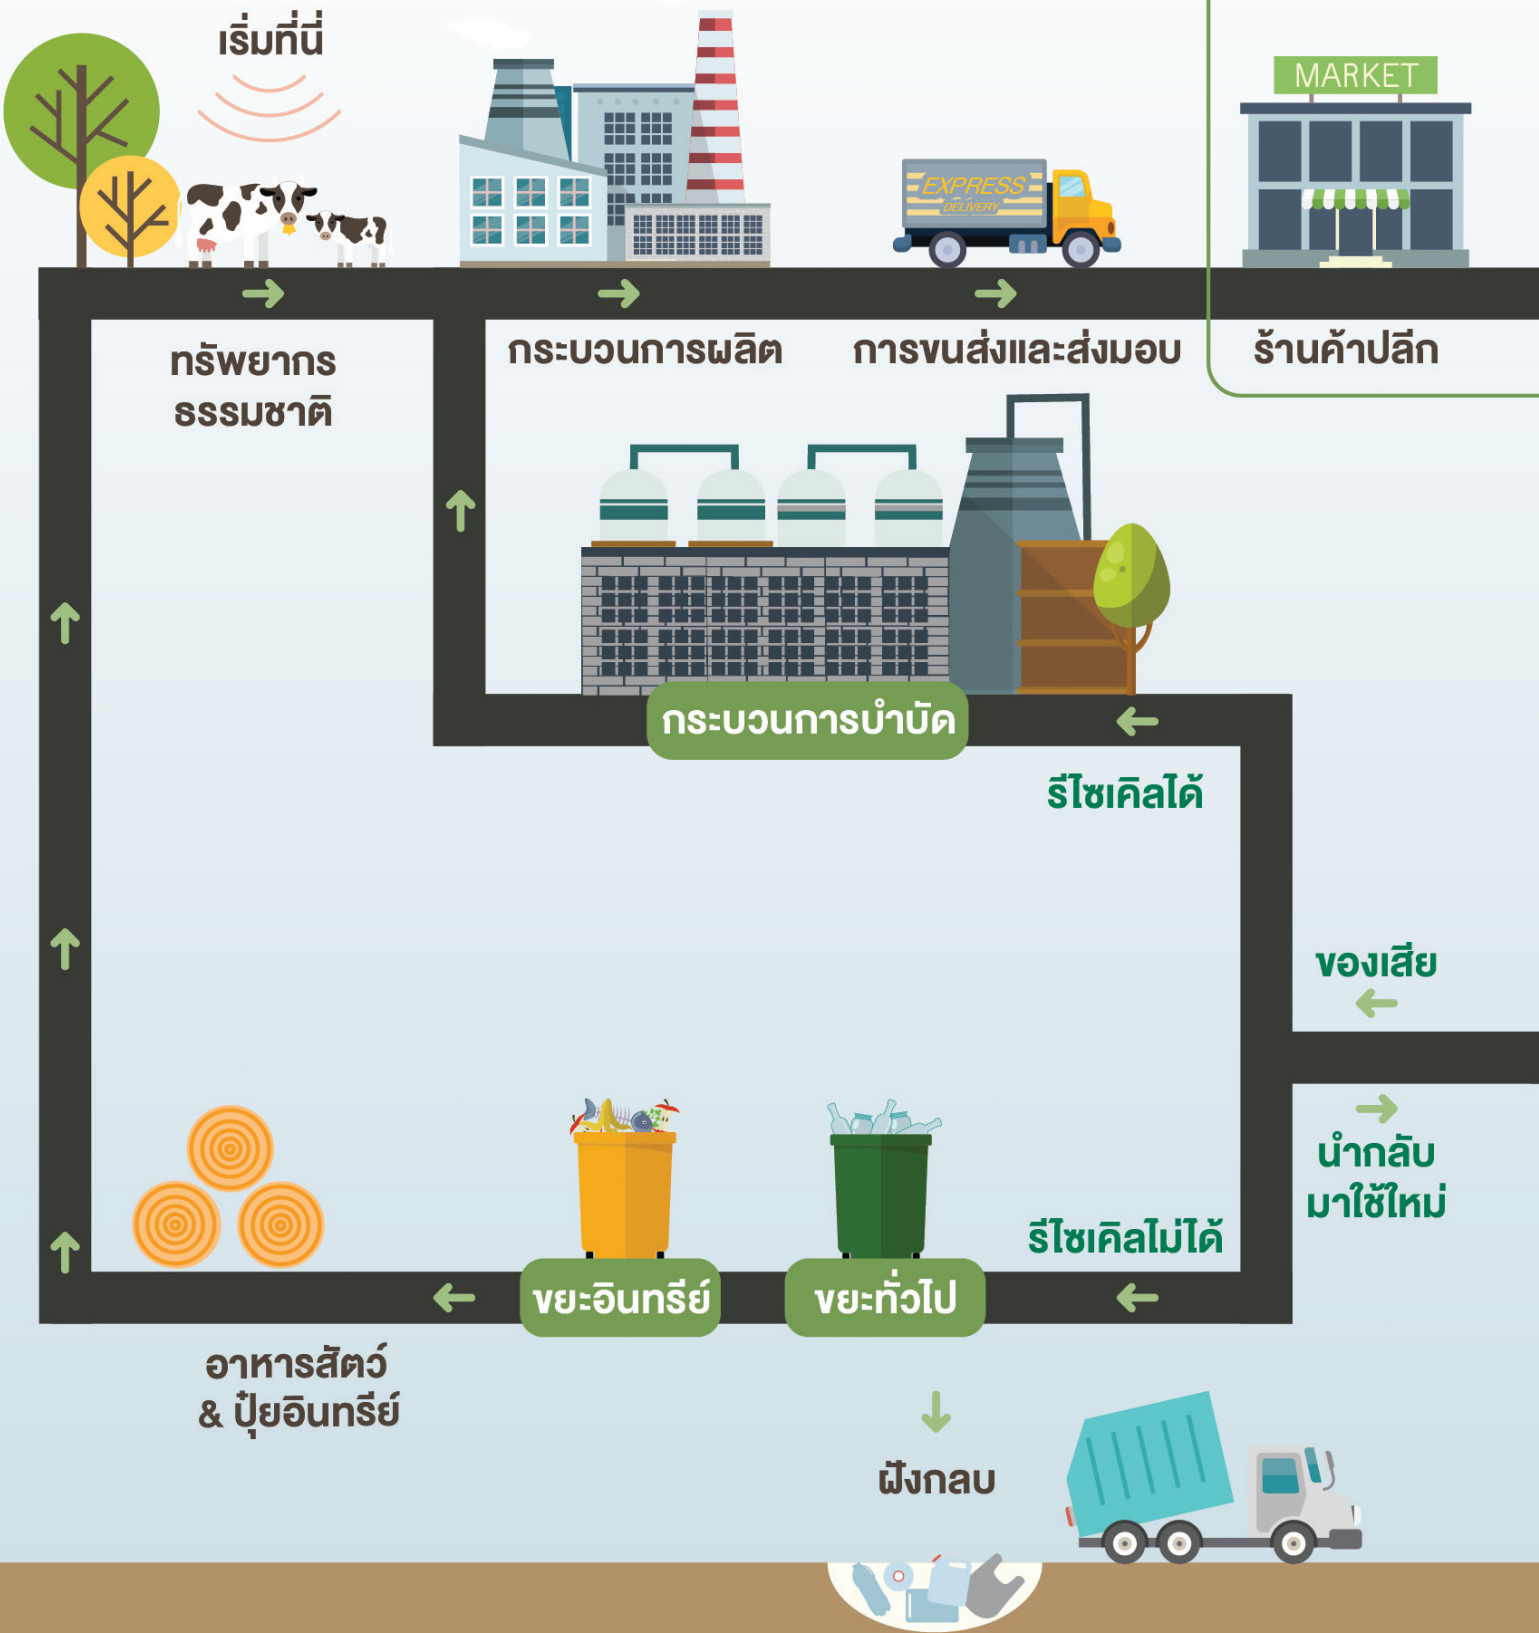 เริ่มที่นี่
MARKET
EXPRESS
DELIVERY
ทรัพยากร
ธรรมชาติ
กระบวนการผลิต
การขนส่งและส่งมอบ
ร้านค้าปลีก
กระบวนการบำบัด
รีไซเคิลได้
ของเสีย
นำกลับ
มาใช้ใหม่
รีไซเคิลไม่ได้
ขยะอินทรีย์
ขยะทั่วไป
อาหารสัตว์
& ปุ๋ยอินทรีย์
ฝังกลบ